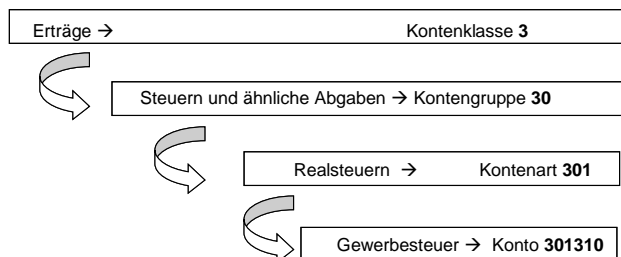 Erträge → Kontenklasse 3
Steuern und ähnliche Abgaben → Kontengruppe 30
Realsteuern → Kontenart 301
Gewerbesteuer → Konto 301310